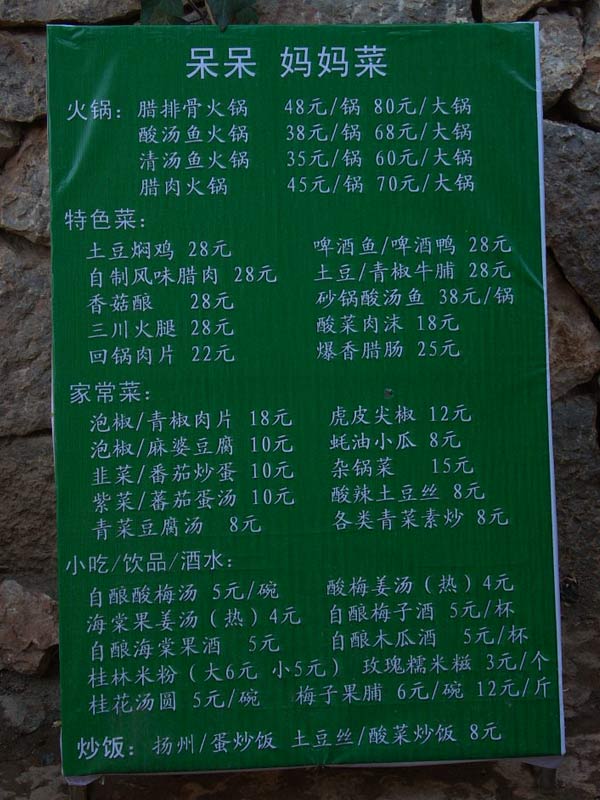 呆呆 妈妈菜
火锅：腊排骨火锅 48元/锅 80元/大锅
酸汤鱼火锅 38元/锅 68元/大锅
清汤鱼火锅 35元/锅 60元/大锅
腊肉火锅 45元/锅 70元/大锅
特色菜：
土豆焖鸡 28元 啤酒鱼/啤酒鸭 28元
自制风味腊肉 28元 土豆/青椒牛脯 28元
香菇酿 28元 砂锅酸汤鱼 38元/锅
三川火腿 28元 酸菜肉沫 18元
回锅肉片 22元 爆香腊肠 25元
家常菜：
泡椒/青椒肉片 18元 虎皮尖椒 12元
泡椒/麻婆豆腐 10元 蚝油小瓜 8元
韭菜/番茄炒蛋 10元 杂锅菜 15元
紫菜/蕃茄蛋汤 10元 酸辣土豆丝 8元
青菜豆腐汤 8元 各类青菜素炒 8元
小吃/饮品/酒水：
自酿酸梅汤 5元/碗 酸梅姜汤（热）4元
海棠果姜汤（热）4元 自酿梅子酒 5元/杯
自酿海棠果酒 5元 自酿木瓜酒 5元/杯
桂林米粉（大6元 小5元） 玫瑰糯米糍 3元/个
桂花汤圆 5元/碗 梅子果脯 6元/碗 12元/斤
炒饭：扬州/蛋炒饭 土豆丝/酸菜炒饭 8元